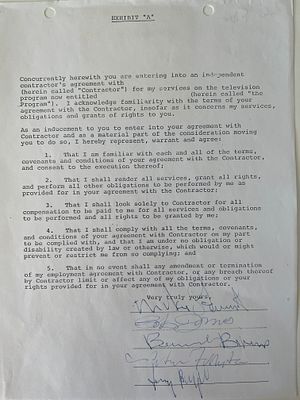 EXHIBIT "A"
Concurrently herewith you are entering into an independent
contractor's agreement with
(herein called "Contractor") for my services on the television
program now entitled (herein called "the
Program"). I acknowledge familiarity with the terms of your
agreement with the Contractor, insofar as it concerns my services,
obligations and grants of rights to you.
As an inducement to you to enter into your agreement with
Contractor and as a material part of the consideration moving
you to do so, I hereby represent, warrant and agree:
1. That I am familiar with each and all of the terms,
covenants and conditions of your agreement with the Contractor,
and consent to the execution thereof;
2. That I shall render all services, grant all rights,
and perform all other obligations to be performed by me as
provided for in your agreement with the Contractor;
3. That I shall look solely to Contractor for all
compensation to be paid to me for all services and obligations
to be performed and all rights to be granted by me;
4. That I shall comply with all the terms, covenants,
and conditions of your agreement with Contractor on my part
to be complied with, and that I am under no obligation or
disability created by law or otherwise, which would or might
prevent or restrict me from so complying; and
5. That in no event shall any amendment or termination
of my employment agreement with Contractor, or any breach thereof
by Contractor limit or affect any of my obligations or your
rights provided for in your agreement with Contractor.
Very truly yours,